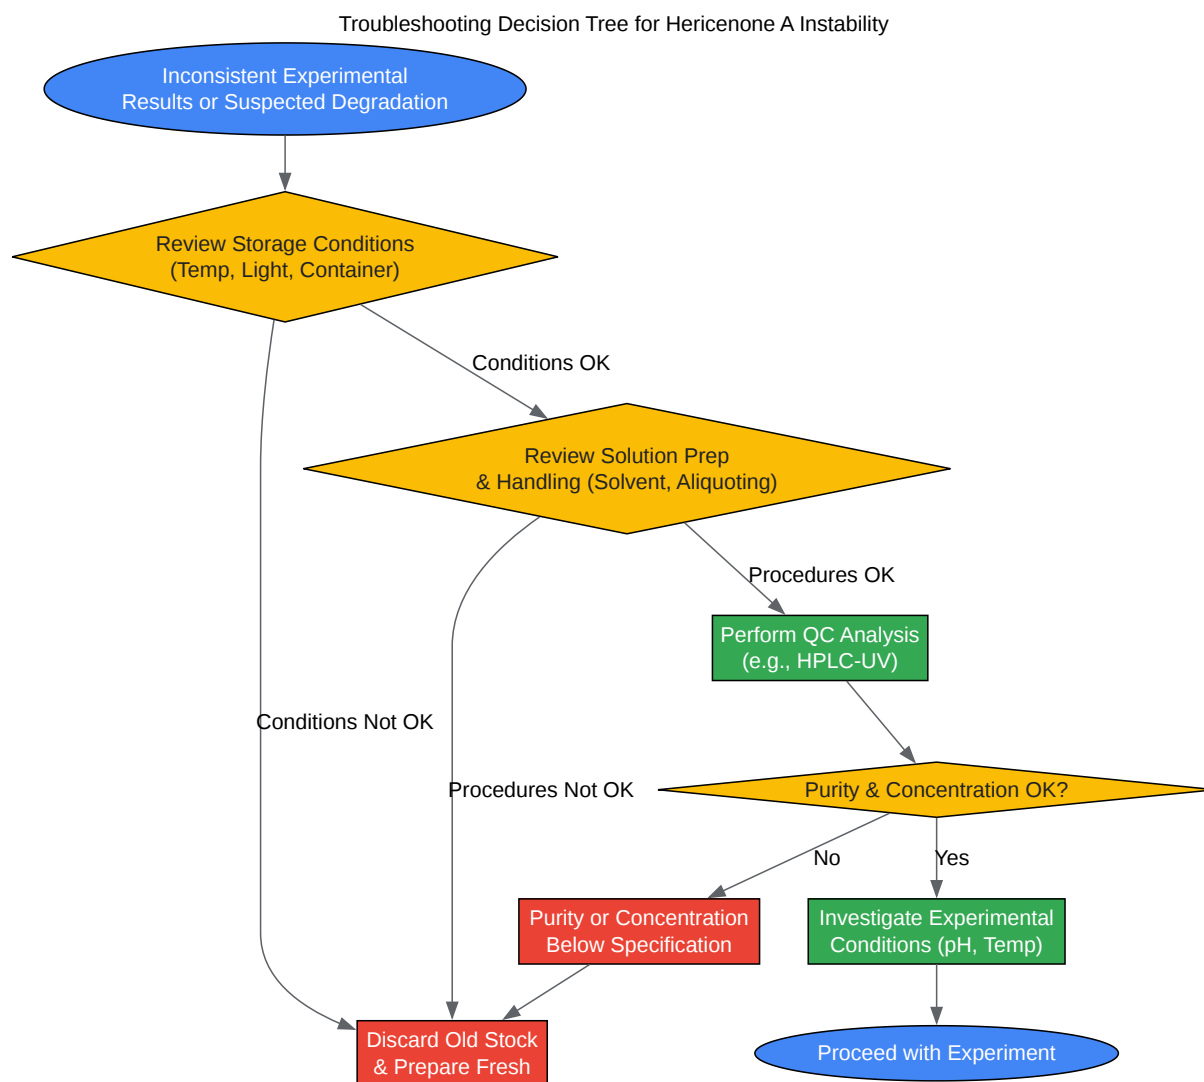 Troubleshooting Decision Tree for Hericenone A Instability
Inconsistent Experimental
Results or Suspected Degradation
Review Storage Conditions
(Temp, Light, Container)
Conditions OK
Review Solution Prep
& Handling (Solvent, Aliquoting)
Procedures OK
Perform QC Analysis
(e.g., HPLC-UV)
Conditions Not OK
Procedures Not OK
Purity & Concentration OK?
No
Yes
Purity or Concentration
Below Specification
Investigate Experimental
Conditions (pH, Temp)
Discard Old Stock
& Prepare Fresh
Proceed with Experiment